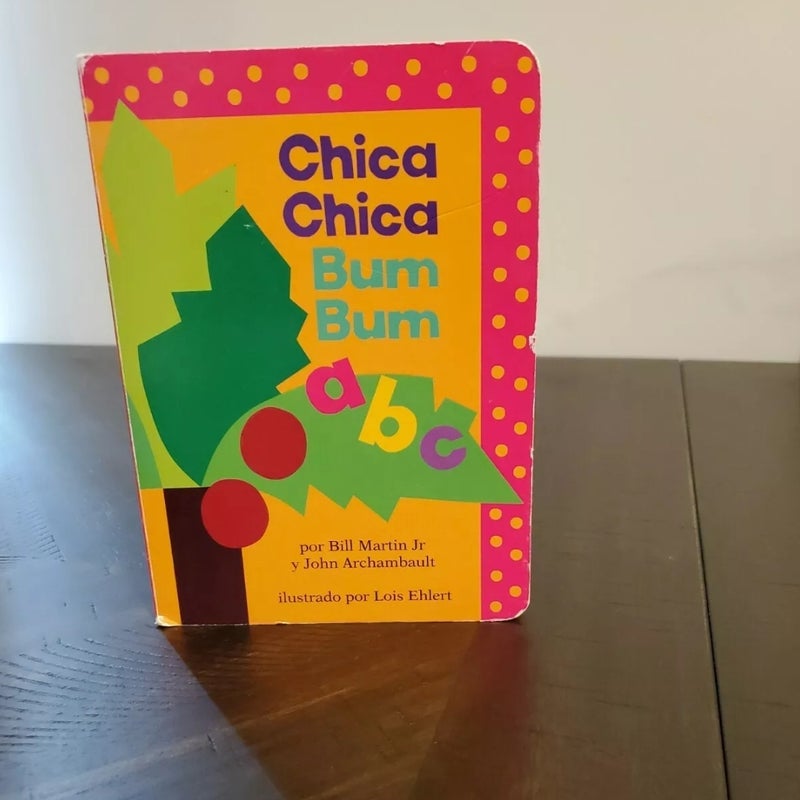 Chica
Chica
Bum
Bum
abc
por Bill Martin Jr
y John Archambault
ilustrado por Lois Ehlert